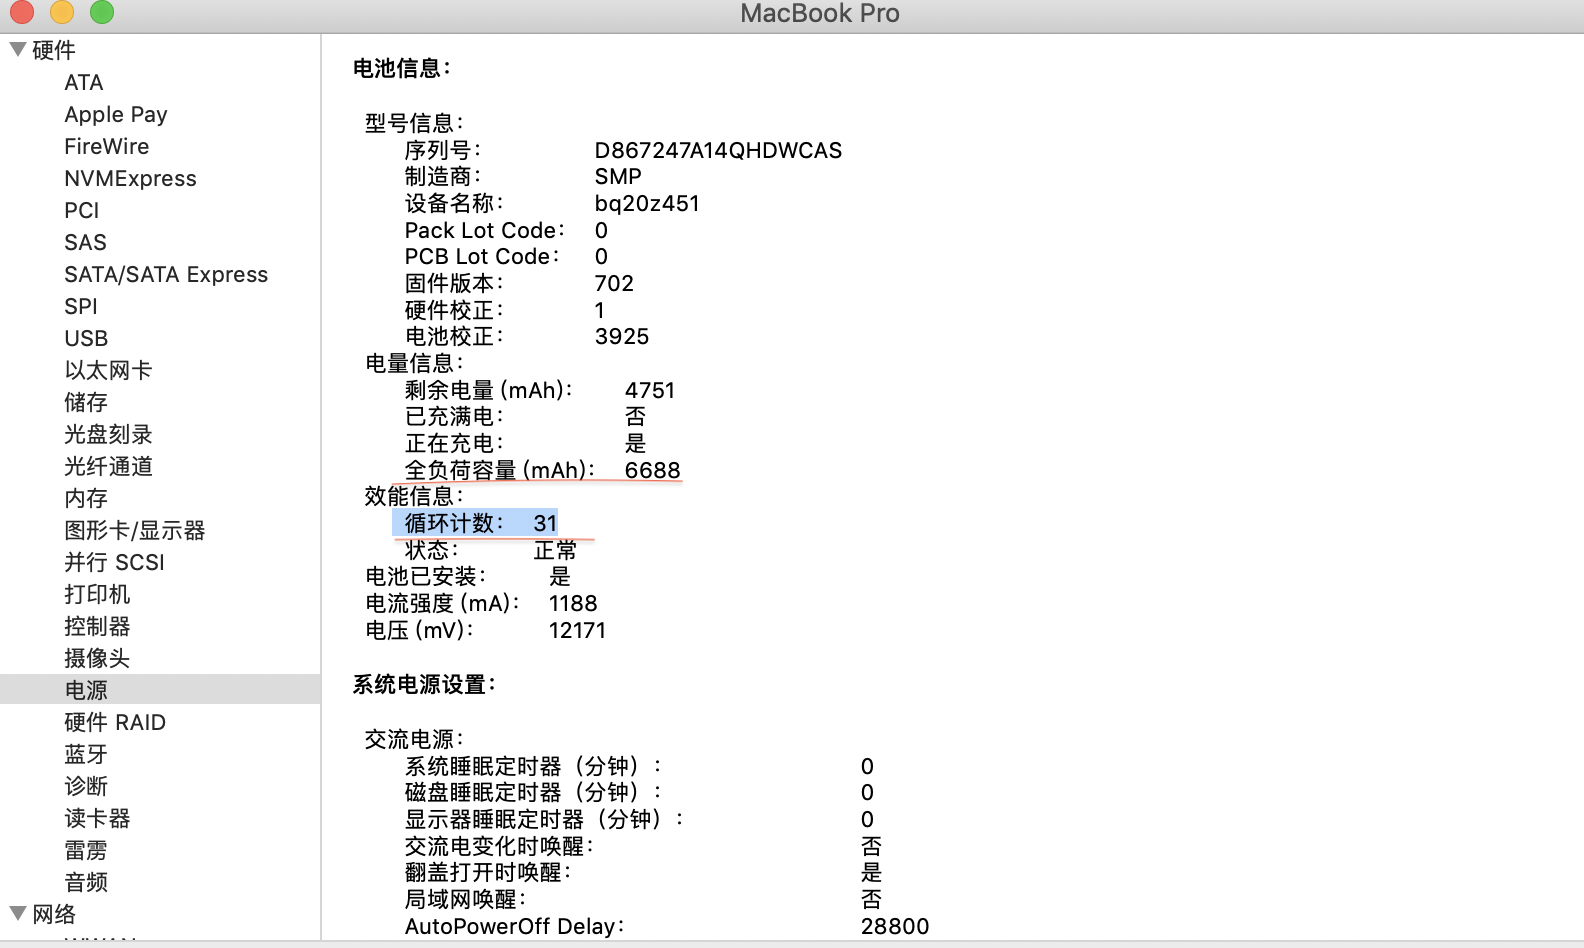 MacBook Pro
硬件
ATA
Apple Pay
FireWire
NVMExpress
PCI
SAS
SATA/SATA Express
SPI
USB
以太网卡
储存
光盘刻录
光纤通道
内存
图形卡/显示器
并行 SCSI
打印机
控制器
摄像头
电源
硬件 RAID
蓝牙
诊断
读卡器
雷雳
音频
网络
电池信息：
型号信息：
序列号： D867247A14QHDWCAS
制造商： SMP
设备名称： bq20z451
Pack Lot Code： 0
PCB Lot Code： 0
固件版本： 702
硬件校正： 1
电池校正： 3925
电量信息：
剩余电量 (mAh)： 4751
已充满电： 否
正在充电： 是
全负荷容量 (mAh)： 6688
效能信息：
循环计数： 31
状态： 正常
电池已安装： 是
电流强度 (mA)： 1188
电压 (mV)： 12171
系统电源设置：
交流电源：
系统睡眠定时器（分钟）： 0
磁盘睡眠定时器（分钟）： 0
显示器睡眠定时器（分钟）： 0
交流电变化时唤醒： 否
翻盖打开时唤醒： 是
局域网唤醒： 否
AutoPowerOff Delay： 28800